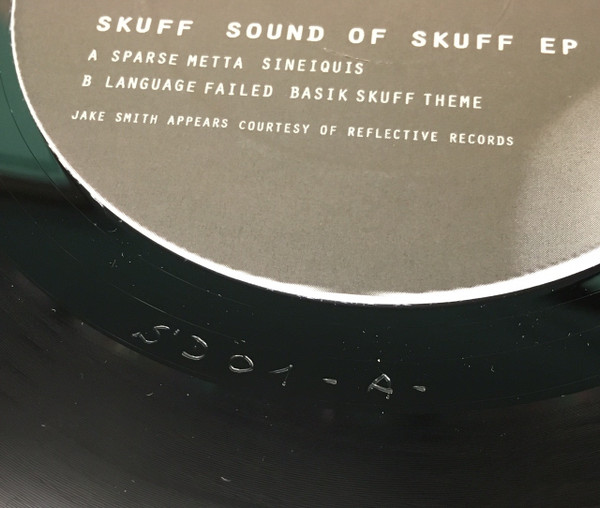 SKUFF SOUND OF SKUFF EP
A SPARSE METTA SINEIQUIS
B LANGUAGE FAILED BASIK SKUFF THEME
JAKE SMITH APPEARS COURTESY OF REFLECTIVE RECORDS
SD01-A-